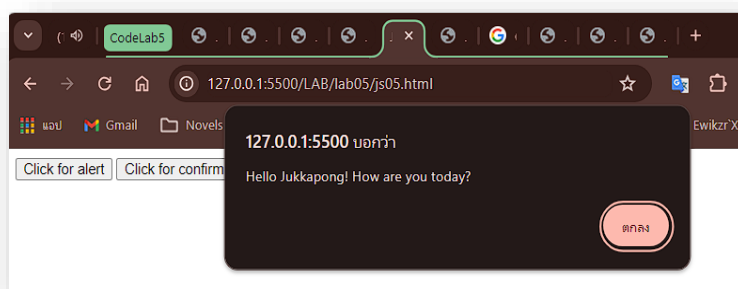 CodeLab5
127.0.0.1:5500/LAB/lab05/js05.html
แอป Gmail Novels Ewikzr`X
127.0.0.1:5500 บอกว่า
Click for alert Click for confirm
Hello Jukkapong! How are you today?
ตกลง